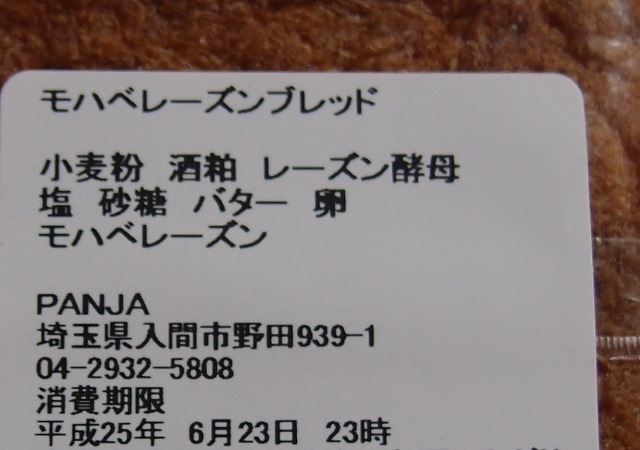 モハベレーズンブレッド
小麦粉 酒粕 レーズン酵母
塩 砂糖 バター 卵
モハベレーズン
PANJA
埼玉県入間市野田939-1
04-2932-5808
消費期限
平成25年 6月23日 23時